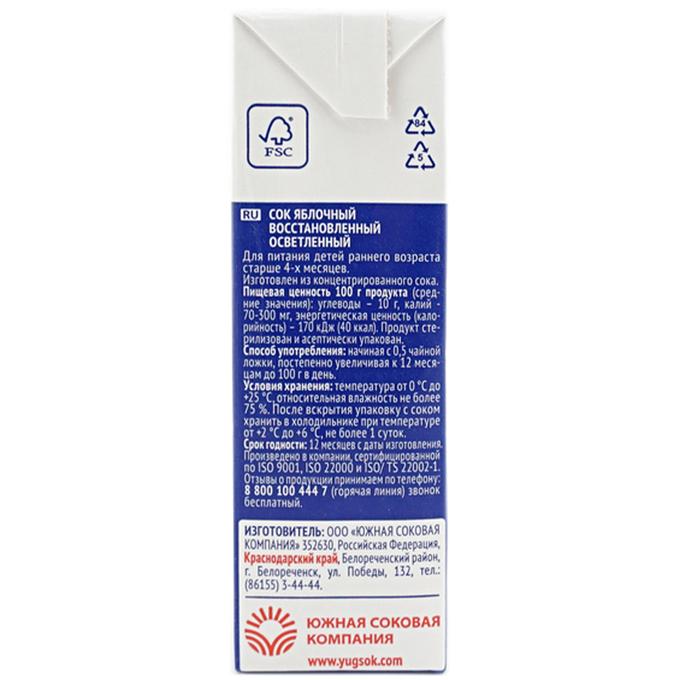 FSC
84
5
RU СОК ЯБЛОЧНЫЙ
ВОССТАНОВЛЕННЫЙ
ОСВЕТЛЕННЫЙ
Для питания детей раннего возраста
старше 4-х месяцев.
Изготовлен из концентрированного сока.
Пищевая ценность 100 г продукта (сред-
ние значения): углеводы – 10 г, калий -
70-300 мг, энергетическая ценность (кало-
рийность) – 170 кДж (40 ккал). Продукт сте-
рилизован и асептически упакован.
Способ употребления: начиная с 0,5 чайной
ложки, постепенно увеличивая к 12 меся-
цам до 100 г в день.
Условия хранения: температура от 0 °C до
+25 °C, относительная влажность не более
75 %. После вскрытия упаковку с соком
хранить в холодильнике при температуре
от +2 °C до +6 °C, не более 1 суток.
Срок годности: 12 месяцев с даты изготовления.
Произведено в компании, сертифицированной
по ISO 9001, ISO 22000 и ISO/ TS 22002-1.
Отзывы о продукции принимаем по телефону:
8 800 100 444 7 (горячая линия) звонок
бесплатный.
ИЗГОТОВИТЕЛЬ: ООО «ЮЖНАЯ СОКОВАЯ
КОМПАНИЯ» 352630, Российская Федерация,
Краснодарский край, Белореченский район,
г. Белореченск, ул. Победы, 132, тел.:
(86155) 3-44-44.
ЮЖНАЯ СОКОВАЯ
КОМПАНИЯ
www.yugsok.com